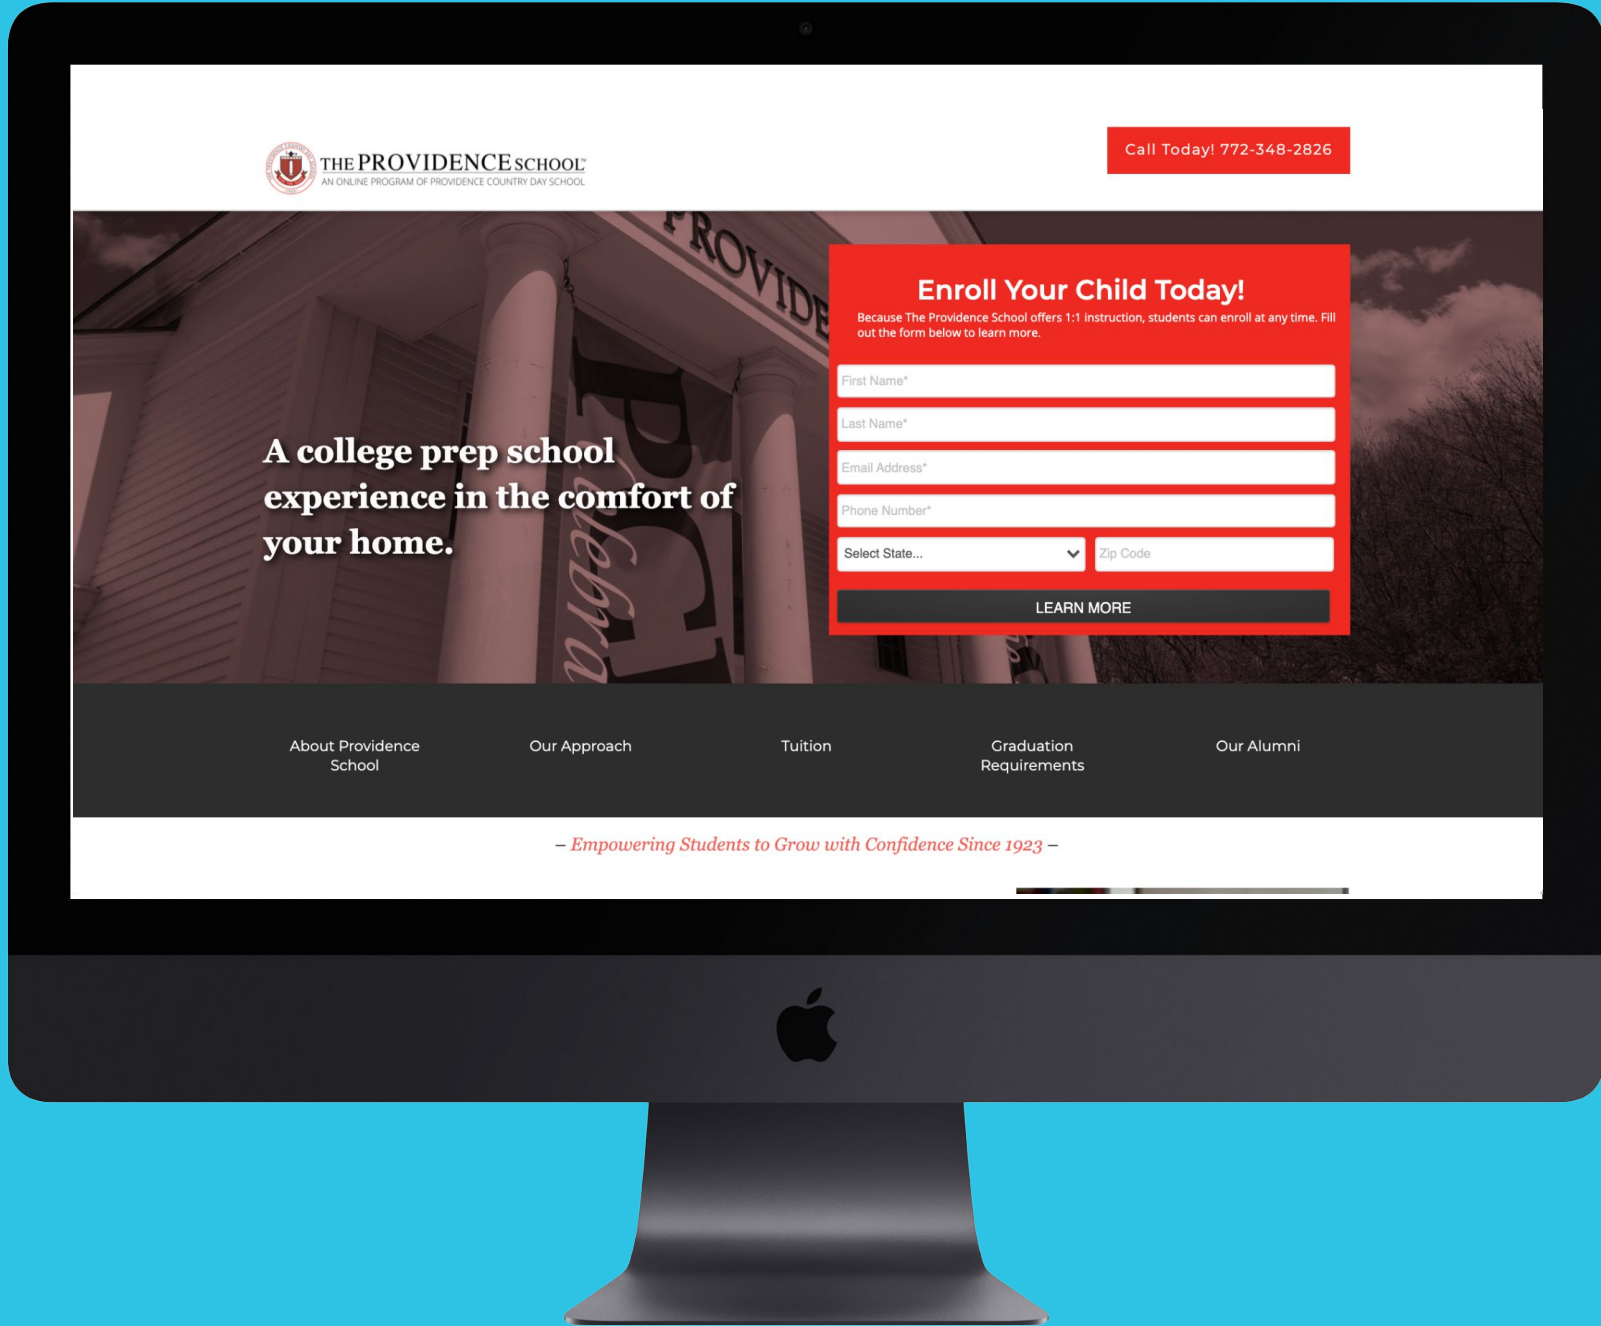 THE PROVIDENCE SCHOOL™
AN ONLINE PROGRAM OF PROVIDENCE COUNTRY DAY SCHOOL
Call Today! 772-348-2826
PROVIDE
A college prep school
experience in the comfort of
your home.
Enroll Your Child Today!
Because The Providence School offers 1:1 instruction, students can enroll at any time. Fill
out the form below to learn more.
First Name*
Last Name*
Email Address*
Phone Number*
Select State...
Zip Code
LEARN MORE
About Providence
School
Our Approach
Tuition
Graduation
Requirements
Our Alumni
– Empowering Students to Grow with Confidence Since 1923 –